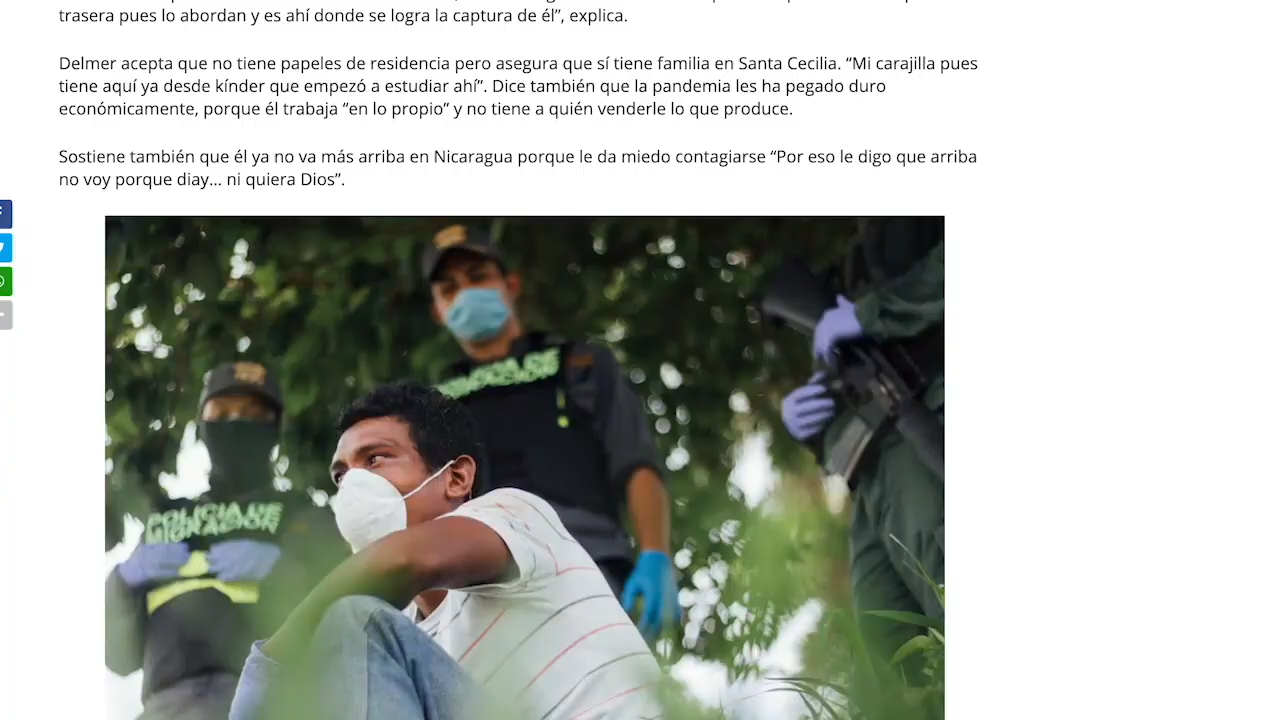 trasera pues lo abordan y es ahí donde se logra la captura de él”, explica.
Delmer acepta que no tiene papeles de residencia pero asegura que sí tiene familia en Santa Cecilia. “Mi carajilla pues
tiene aquí ya desde kínder que empezó a estudiar ahí”. Dice también que la pandemia les ha pegado duro
económicamente, porque él trabaja “en lo propio” y no tiene a quién venderle lo que produce.
Sostiene también que él ya no va más arriba en Nicaragua porque le da miedo contagiarse “Por eso le digo que arriba
no voy porque diay... ni quiera Dios”.
POLICIA DE
MIGRACION